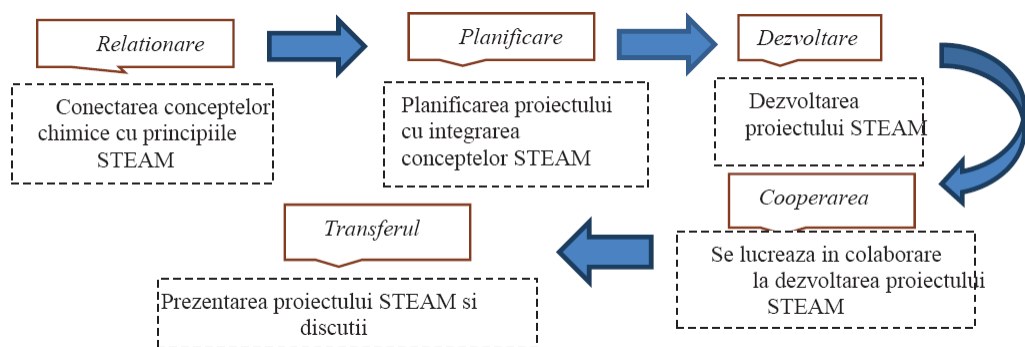 Relationare
Conectarea conceptelor
chimice cu principiile
STEAM
Planificare
Planificarea proiectului
cu integrarea
conceptelor STEAM
Dezvoltare
Dezvoltarea
proiectului STEAM
Cooperarea
Se lucreaza in colaborare
la dezvoltarea proiectului
STEAM
Transferul
Prezentarea proiectului STEAM si
discutii